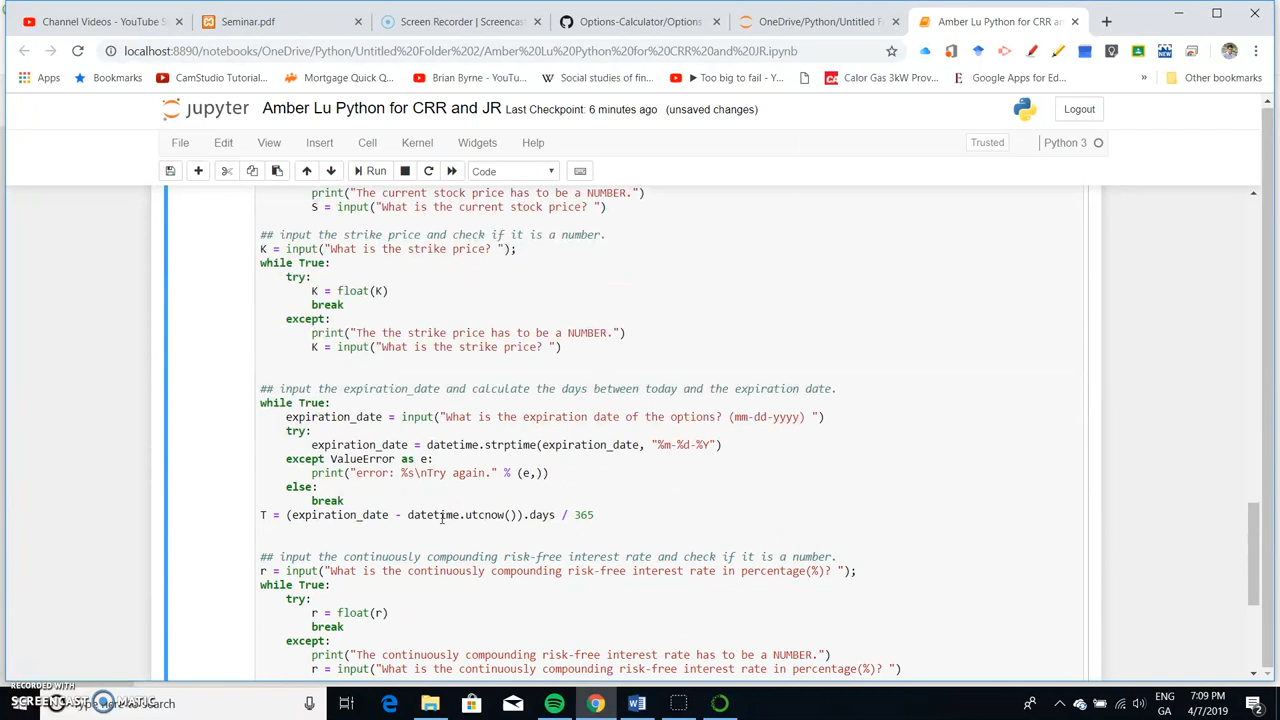 Channel Videos - YouTube S
Seminar.pdf
Screen Recorder | Screencast
Options-Calculator/Options
OneDrive/Python/Untitled F
Amber Lu Python for CRR an
localhost:8890/notebooks/OneDrive/Python/Untitled%20Folder%202/Amber%20Lu%20Python%20for%20CRR%20and%20JR.ipynb
Apps
Bookmarks
CamStudio Tutorial...
Mortgage Quick Q...
Brian Byrne - YouTu...
Social studies of fin...
Too big to fail - Y...
Calor Gas 3kW Prov...
Google Apps for Ed...
Other bookmarks
jupyter Amber Lu Python for CRR and JR Last Checkpoint: 6 minutes ago (unsaved changes)
Logout
File Edit View Insert Cell Kernel Widgets Help
Trusted
Python 3
Run
Code
print("The current stock price has to be a NUMBER.")
S = input("What is the current stock price? ")
## input the strike price and check if it is a number.
K = input("What is the strike price? ");
while True:
try:
K = float(K)
break
except:
print("The the strike price has to be a NUMBER.")
K = input("What is the strike price? ")
## input the expiration_date and calculate the days between today and the expiration date.
while True:
expiration_date = input("What is the expiration date of the options? (mm-dd-yyyy) ")
try:
expiration_date = datetime.strptime(expiration_date, "%m-%d-%Y")
except ValueError as e:
print("error: %s\nTry again." % (e,))
else:
break
T = (expiration_date - datetime.utcnow()).days / 365
## input the continuously compounding risk-free interest rate and check if it is a number.
r = input("What is the continuously compounding risk-free interest rate in percentage(%)? ");
while True:
try:
r = float(r)
break
except:
print("The continuously compounding risk-free interest rate has to be a NUMBER.")
r = input("What is the continuously compounding risk-free interest rate in percentage(%)? ")
RECORDED WITH
SCREENCAST MATIC
here to search
ENG
GA
7:09 PM
4/7/2019
2